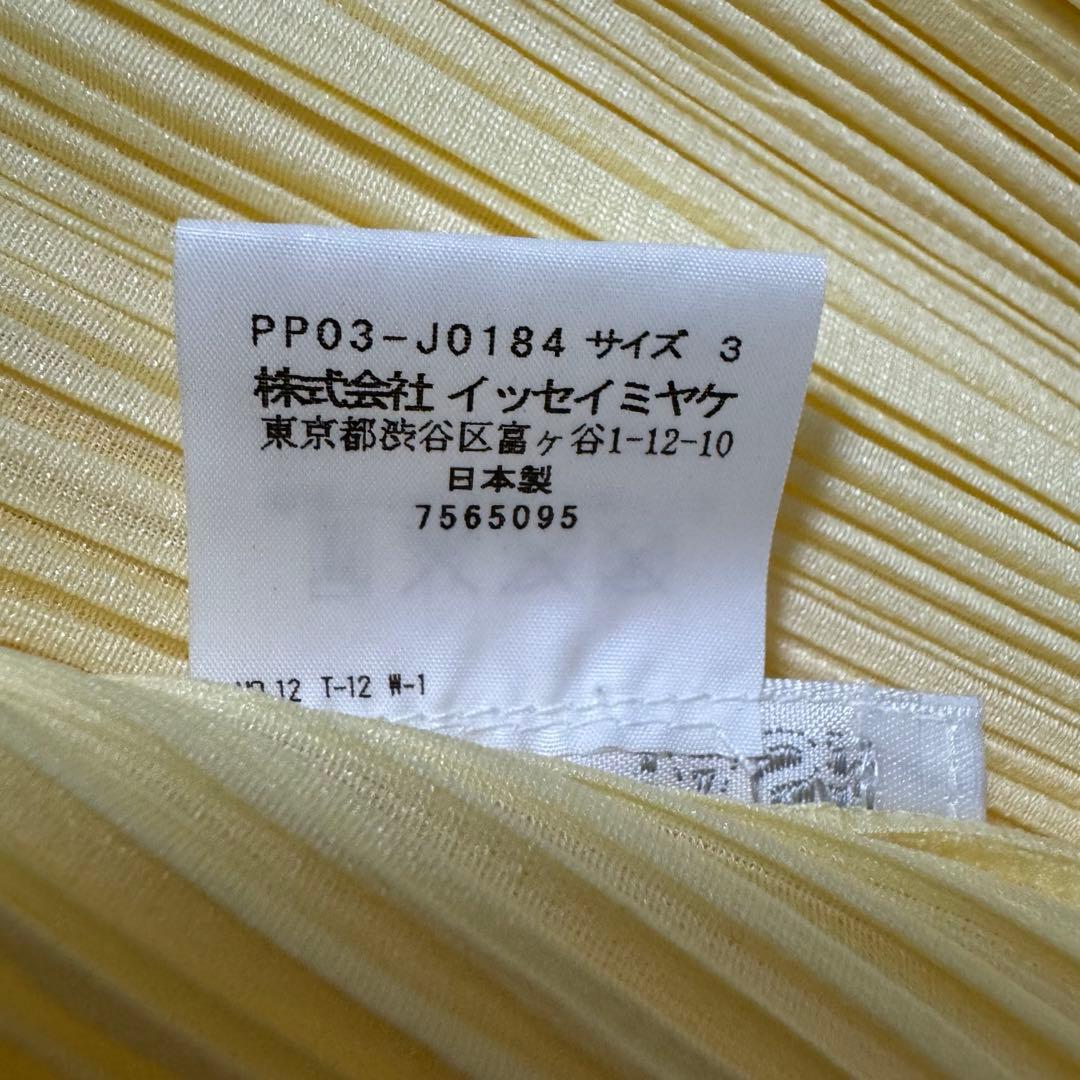 PP03-J0184 サイズ 3
株式会社 イッセイミヤケ
東京都渋谷区富ヶ谷1-12-10
日本製
7565095
12 T-12 W-1